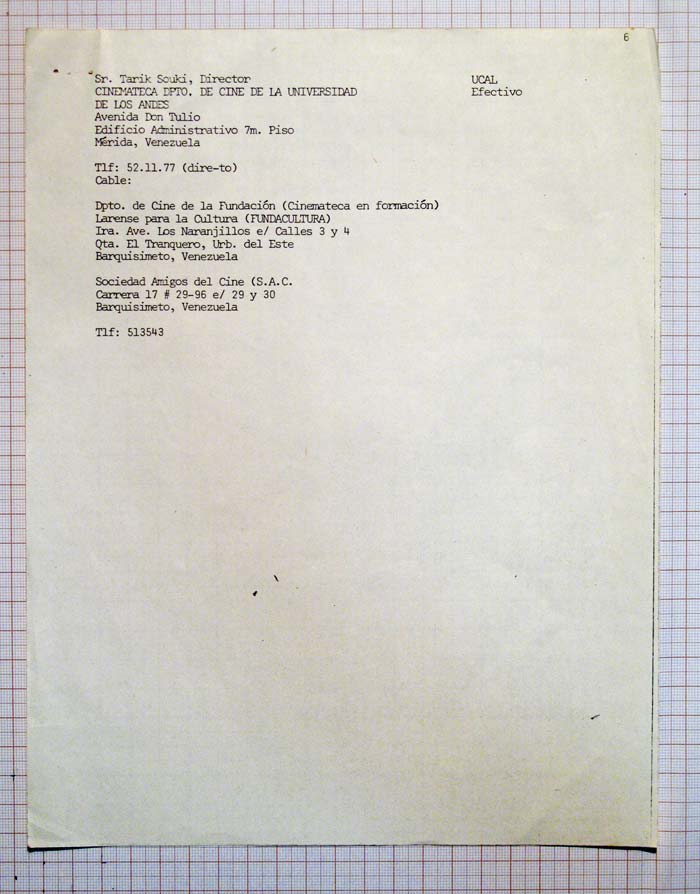 6
Sr. Tarik Souki, Director UCAL
CINEMATECA DPTO. DE CINE DE LA UNIVERSIDAD Efectivo
DE LOS ANDES
Avenida Don Tulio
Edificio Administrativo 7m. Piso
Mérida, Venezuela
Tlf: 52.11.77 (dire-to)
Cable:
Dpto. de Cine de la Fundación (Cinemateca en formación)
Larense para la Cultura (FUNDACULTURA)
Ira. Ave. Los Naranjillos e/ Calles 3 y 4
Qta. El Tranquero, Urb. del Este
Barquisimeto, Venezuela
Sociedad Amigos del Cine (S.A.C.
Carrera 17 # 29-96 e/ 29 y 30
Barquisimeto, Venezuela
Tlf: 513543